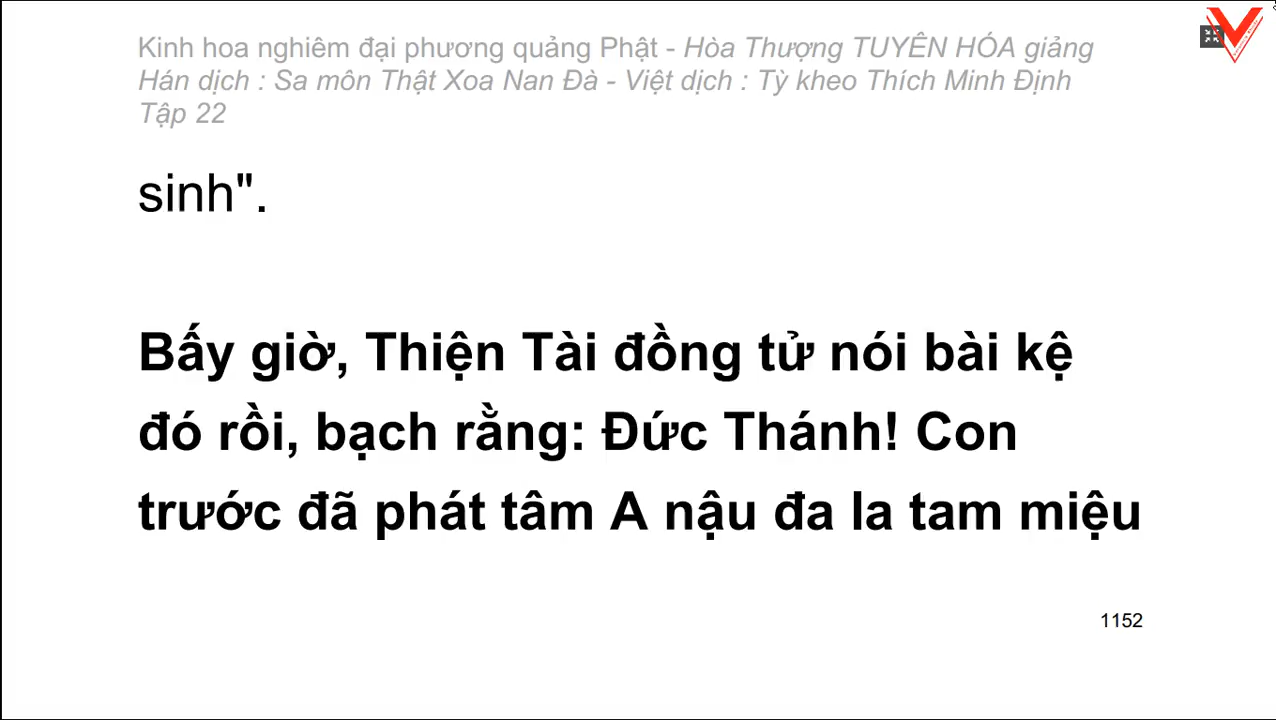 Kinh hoa nghiêm đại phương quảng Phật - Hòa Thượng TUYÊN HÓA giảng
Hán dịch : Sa môn Thật Xoa Nan Đà - Việt dịch : Tỳ kheo Thích Minh Định
Tập 22
sinh".
Bấy giờ, Thiện Tài đồng tử nói bài kệ
đó rồi, bạch rằng: Đức Thánh! Con
trước đã phát tâm A nậu đa la tam miệu
1152